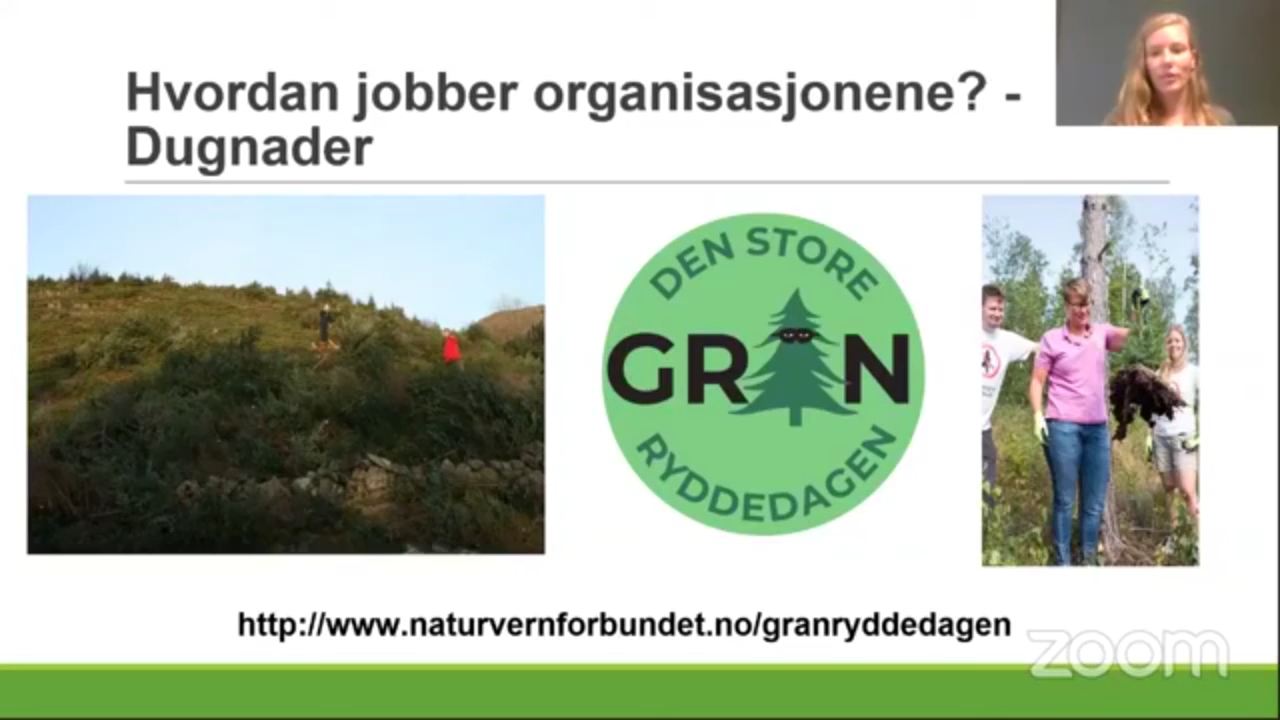 Hvordan jobber organisasjonene? -
Dugnader
DEN STORE
GRAN
RYDDEDAGEN
http://www.naturvernforbundet.no/granryddedagen
zoom